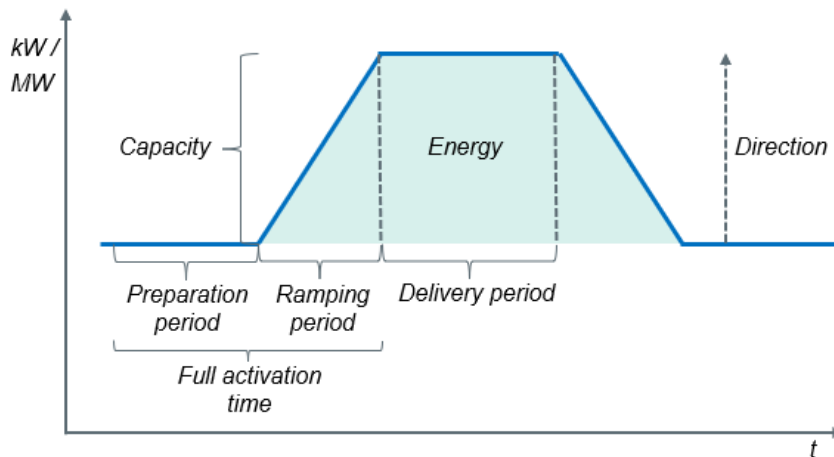 kW /
MW
Capacity
Energy
Direction
Preparation
period
Ramping
period
Delivery period
Full activation
time
t